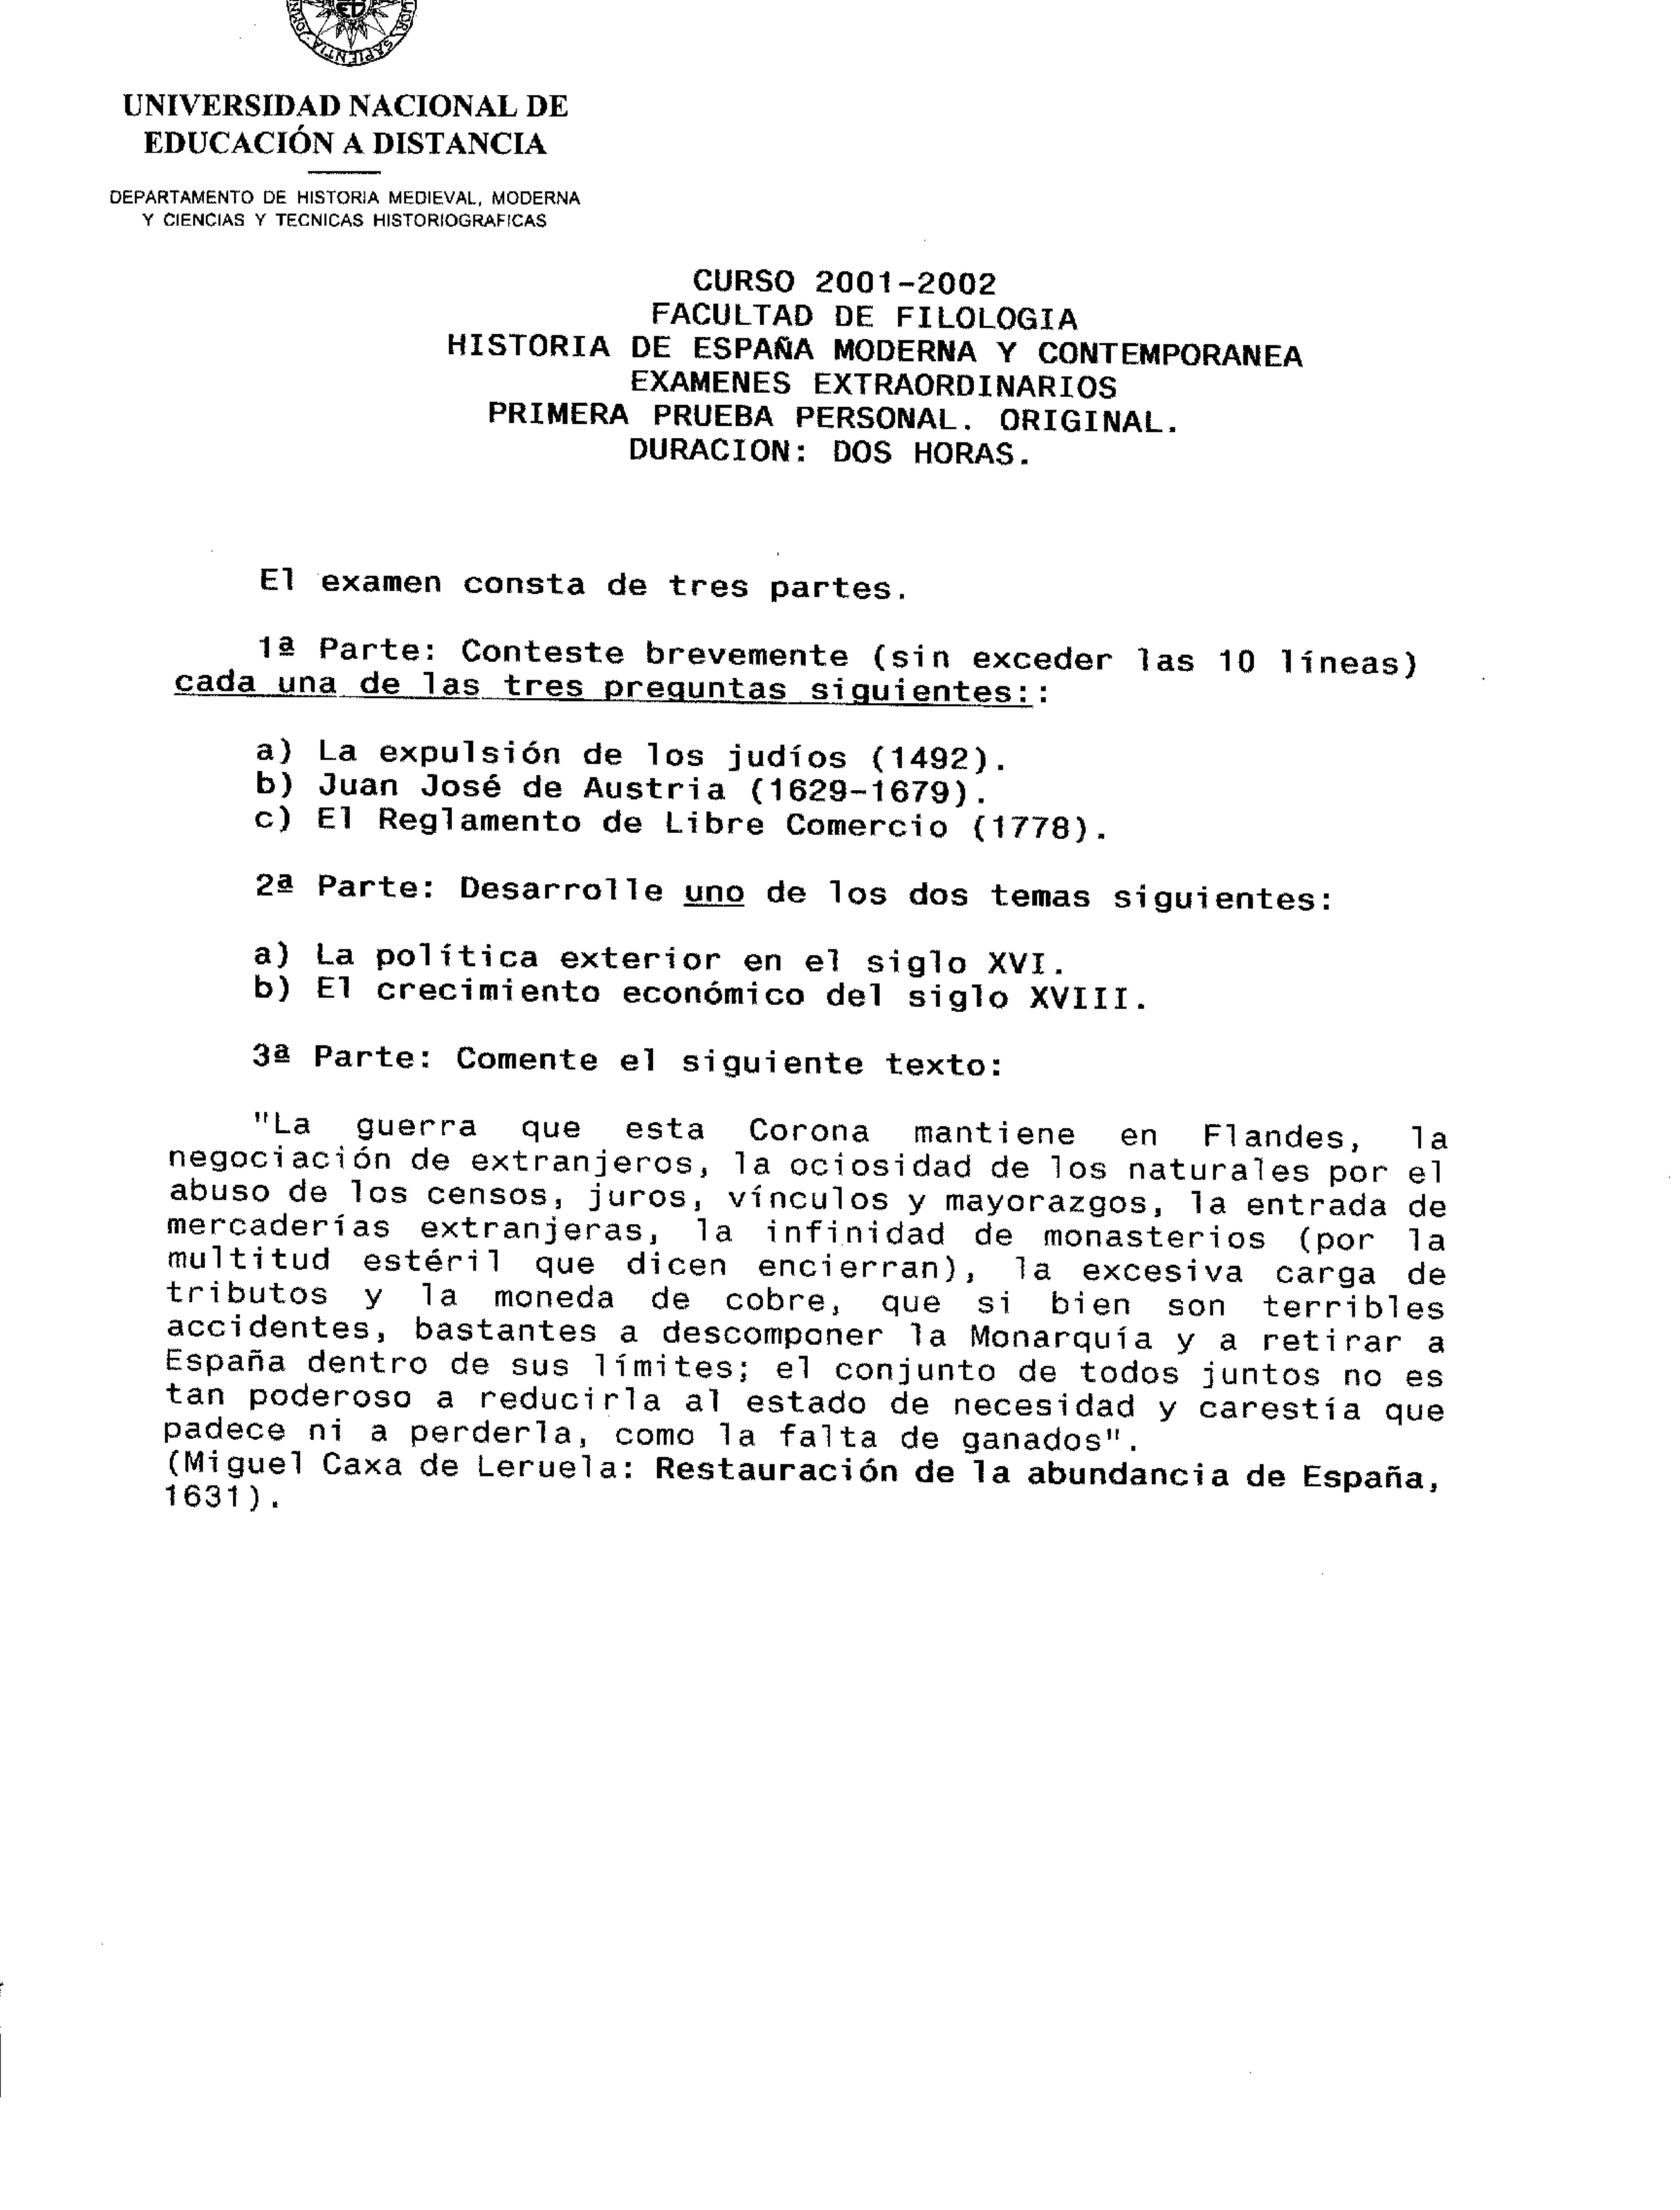 SAPIENTIA
UNIVERSIDAD NACIONAL DE
EDUCACIÓN A DISTANCIA
DEPARTAMENTO DE HISTORIA MEDIEVAL, MODERNA
Y CIENCIAS Y TECNICAS HISTORIOGRAFICAS
CURSO 2001-2002
FACULTAD DE FILOLOGIA
HISTORIA DE ESPAÑA MODERNA Y CONTEMPORANEA
EXAMENES EXTRAORDINARIOS
PRIMERA PRUEBA PERSONAL. ORIGINAL.
DURACION: DOS HORAS.
El examen consta de tres partes.
1ª Parte: Conteste brevemente (sin exceder las 10 líneas)
cada una de las tres preguntas siguientes::
a) La expulsión de los judíos (1492).
b) Juan José de Austria (1629-1679).
c) El Reglamento de Libre Comercio (1778).
2ª Parte: Desarrolle uno de los dos temas siguientes:
a) La política exterior en el siglo XVI.
b) El crecimiento económico del siglo XVIII.
3ª Parte: Comente el siguiente texto:
"La guerra que esta Corona mantiene en Flandes, la
negociación de extranjeros, la ociosidad de los naturales por el
abuso de los censos, juros, vínculos y mayorazgos, la entrada de
mercaderías extranjeras, la infinidad de monasterios (por la
multitud estéril que dicen encierran), la excesiva carga de
tributos y la moneda de cobre, que si bien son terribles
accidentes, bastantes a descomponer la Monarquía y a retirar a
España dentro de sus límites; el conjunto de todos juntos no es
tan poderoso a reducirla al estado de necesidad y carestía que
padece ni a perderla, como la falta de ganados".
(Miguel Caxa de Leruela: Restauración de la abundancia de España,
1631).